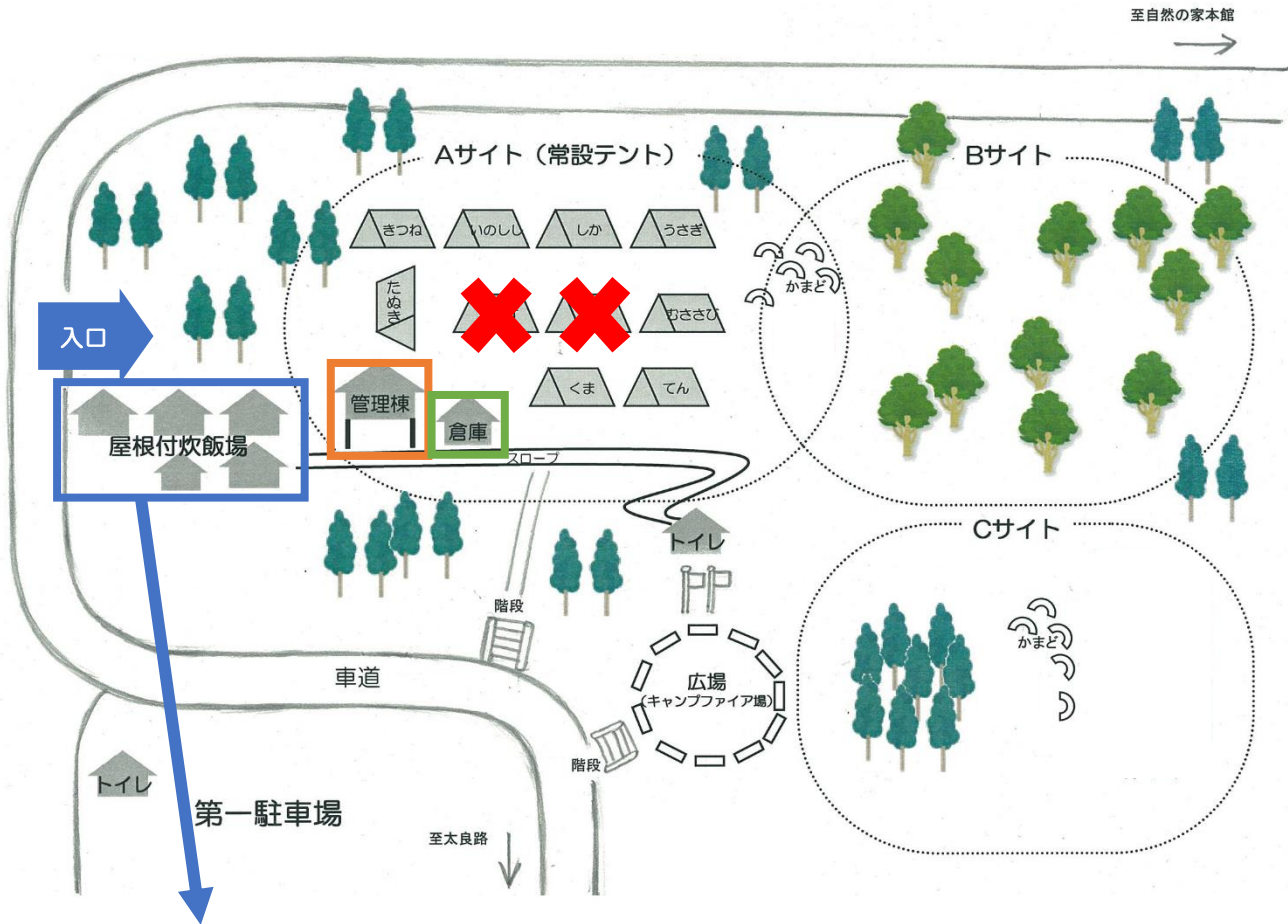 至自然の家本館
Aサイト（常設テント）
Bサイト
きつね
いのしし
しか
うさぎ
かまど
たぬき
むささび
入口
くま
てん
管理棟
倉庫
屋根付炊飯場
スロープ
トイレ
Cサイト
階段
かまど
車道
広場
（キャンプファイア場）
階段
トイレ
第一駐車場
至太良路